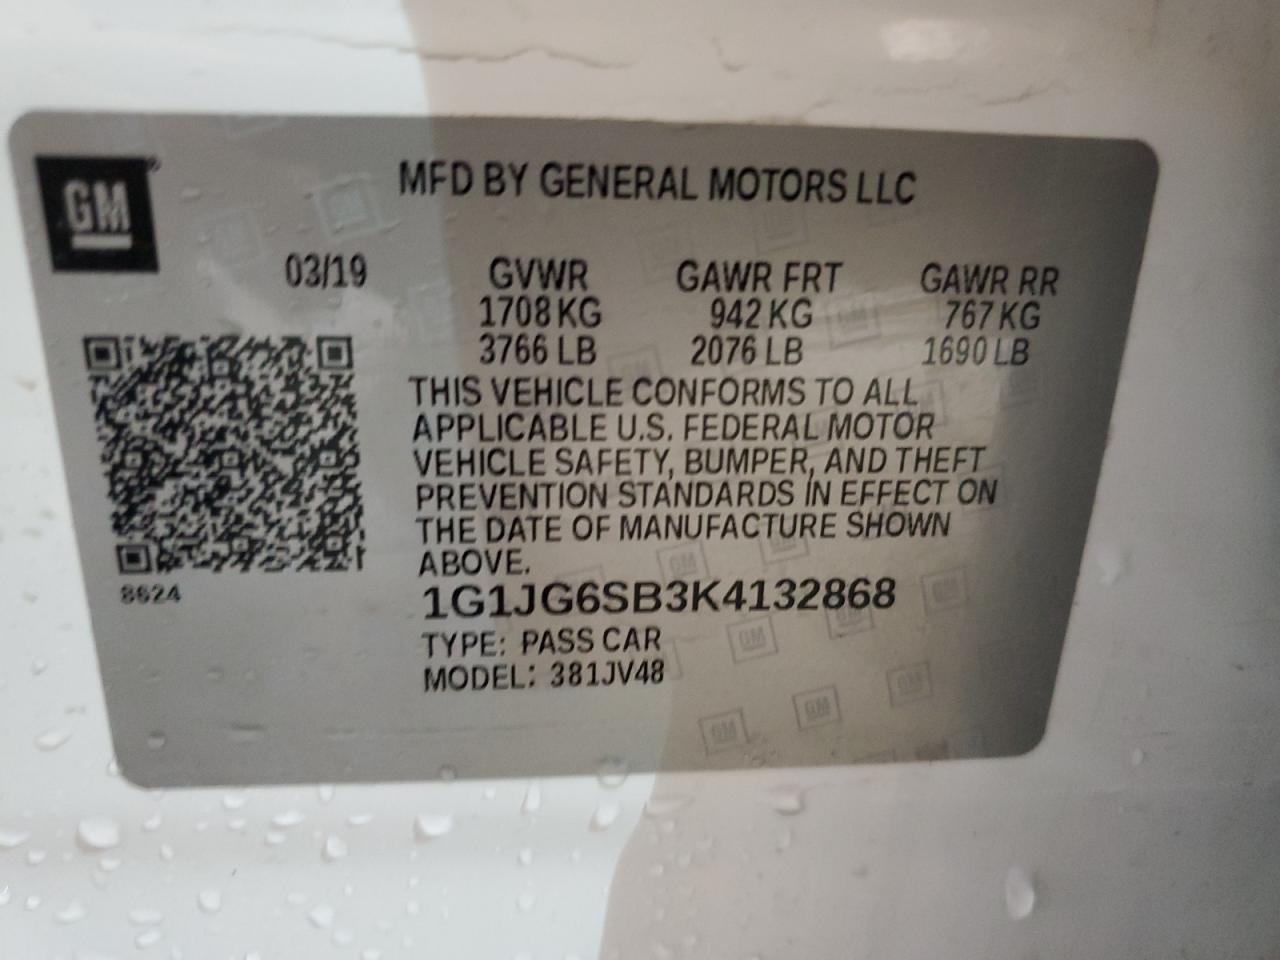 GM
MFD BY GENERAL MOTORS LLC
03/19 GVWR GAWR FRT GAWR RR
1708 KG 942 KG 767 KG
3766 LB 2076 LB 1690 LB
THIS VEHICLE CONFORMS TO ALL
APPLICABLE U.S. FEDERAL MOTOR
VEHICLE SAFETY, BUMPER, AND THEFT
PREVENTION STANDARDS IN EFFECT ON
THE DATE OF MANUFACTURE SHOWN
ABOVE.
8624
1G1JG6SB3K4132868
TYPE: PASS CAR
MODEL: 381JV48